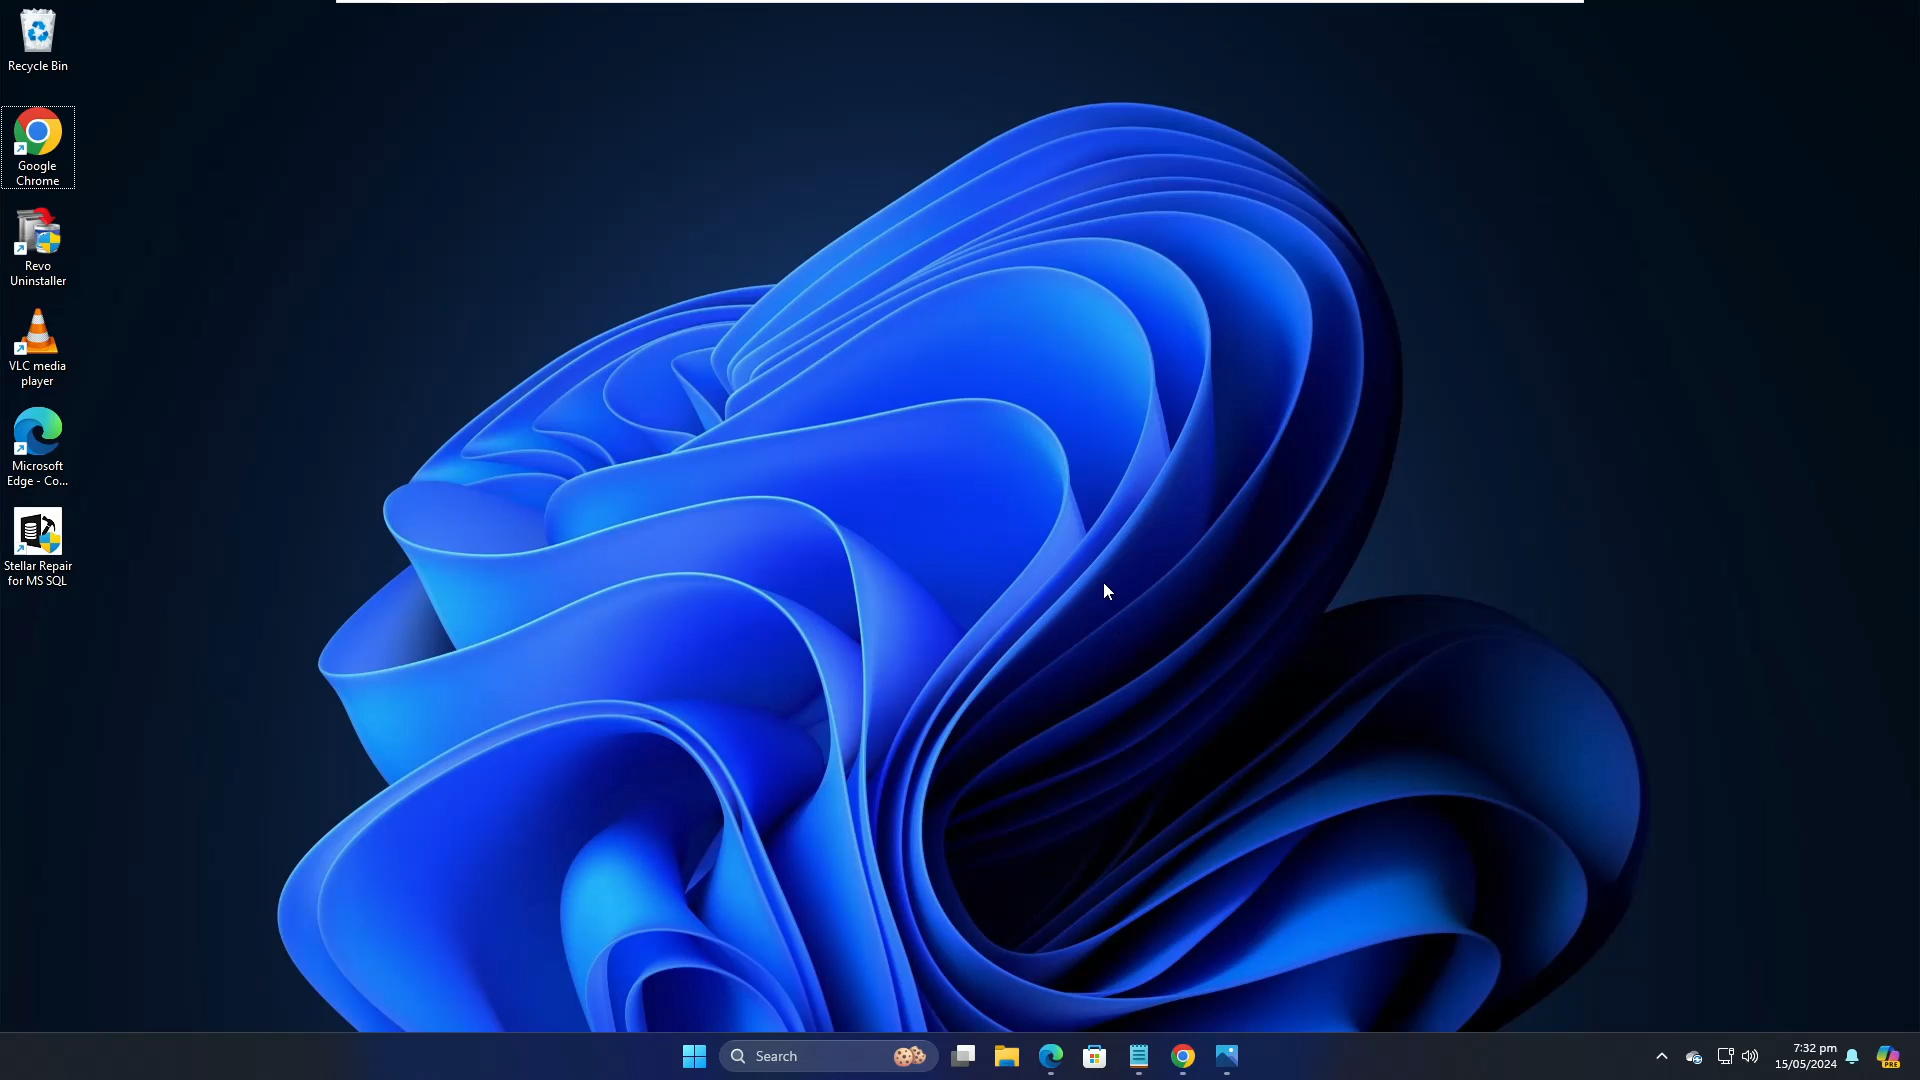 Recycle Bin
Google
Chrome
Revo
Uninstaller
VLC media
player
Microsoft
Edge - Co...
Stellar Repair
for MS SQL
Search
7:32 pm
15/05/2024
PRE